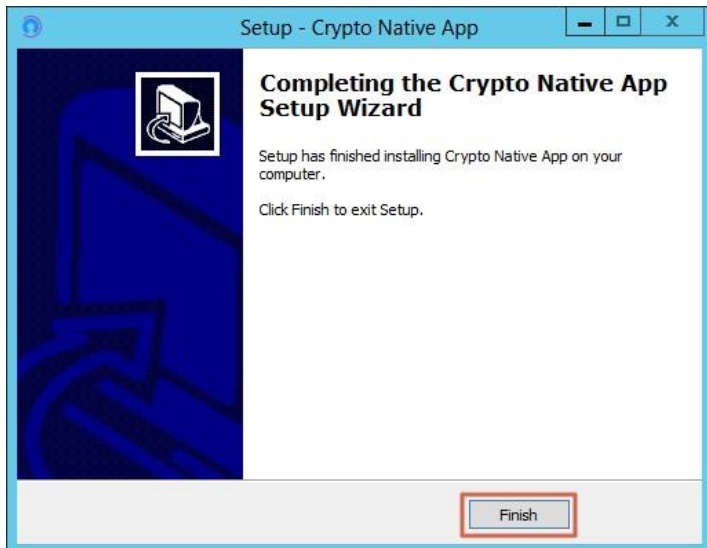 Setup - Crypto Native App
Completing the Crypto Native App
Setup Wizard
Setup has finished installing Crypto Native App on your
computer.
Click Finish to exit Setup.
Finish